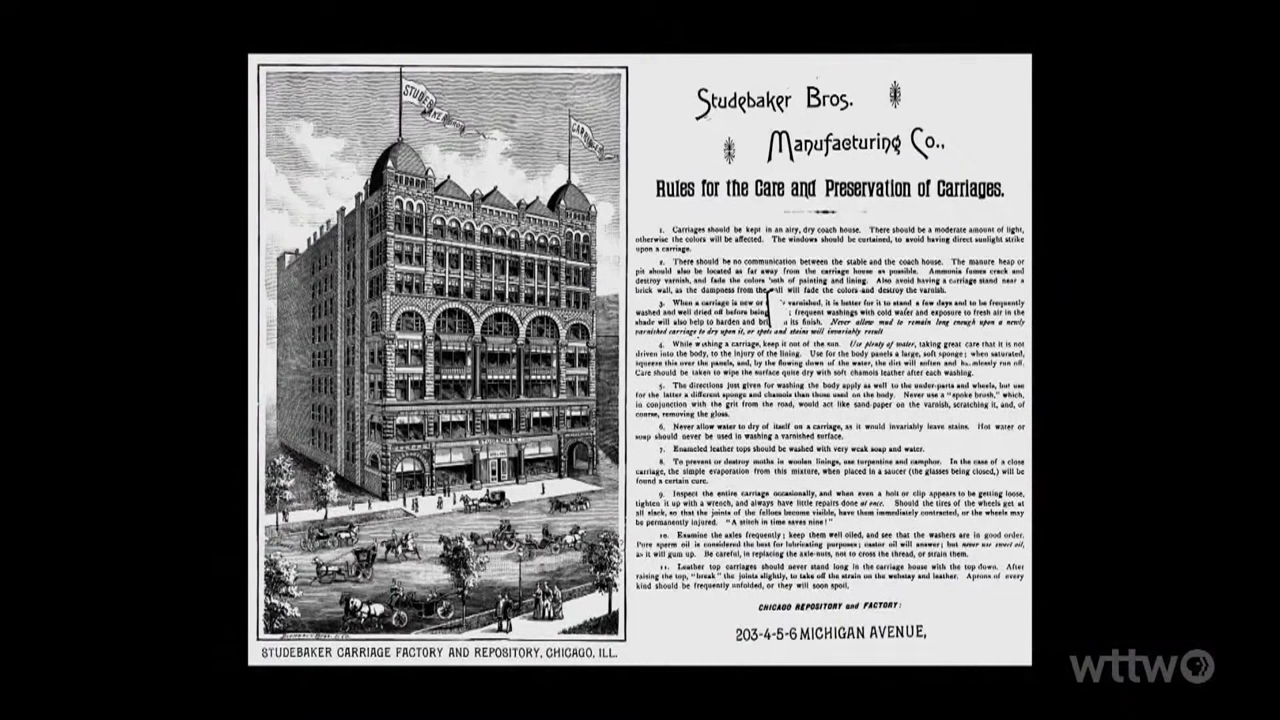 STUDEBAKER BROS
CARRIAGES
STUDEBAKER
STUDEBAKER CARRIAGE FACTORY AND REPOSITORY, CHICAGO, ILL.
Studebaker Bros.
Manufacturing Co.,
Rules for the Care and Preservation of Carriages.
1. Carriages should be kept in an airy, dry coach house. There should be a moderate amount of light,
otherwise the colors will be affected. The windows should be curtained, to avoid having direct sunlight strike
upon a carriage.
2. There should be no communication between the stable and the coach house. The manure heap or
pit should also be located as far away from the carriage house as possible. Ammonia fumes crack and
destroy varnish, and fade the colors both of painting and lining. Also avoid having a carriage stand near a
brick wall, as the dampness from the wall will fade the colors and destroy the varnish.
3. When a carriage is new or varnished, it is better for it to stand a few days and to be frequently
washed and well dried off before being ; frequent washings with cold water and exposure to fresh air in the
shade will also help to harden and its finish. Never allow mud to remain long enough upon a newly
varnished carriage to dry upon it, or spots and stains will invariably result
4. While washing a carriage, keep it out of the sun. Use plenty of water, taking great care that it is not
driven into the body, to the injury of the lining. Use for the body panels a large, soft sponge; when saturated,
squeeze this over the panels, and, by the flowing down of the water, the dirt will soften and harmlessly run off.
Care should be taken to wipe the surface quite dry with soft chamois leather after each washing.
5. The directions just given for washing the body apply as well to the under-parts and wheels, but use
for the latter a different sponge and chamois than those used on the body. Never use a "spoke brush," which,
in conjunction with the grit from the road, would act like sand-paper on the varnish, scratching it, and, of
course, removing the gloss.
6. Never allow water to dry of itself on a carriage, as it would invariably leave stains. Hot water or
soap should never be used in washing a varnished surface.
7. Enameled leather tops should be washed with very weak soap and water.
8. To prevent or destroy moths in woolen linings, use turpentine and camphor. In the case of a close
carriage, the simple evaporation from this mixture, when placed in a saucer (the glasses being closed,) will be
found a certain cure.
9. Inspect the entire carriage occasionally, and when even a bolt or clip appears to be getting loose,
tighten it up with a wrench, and always have little repairs done at once. Should the tires of the wheels get at
all slack, so that the joints of the felloes become visible, have them immediately contracted, or the wheels may
be permanently injured. "A stitch in time saves nine!"
10. Examine the axles frequently; keep them well oiled, and see that the washers are in good order.
Pure sperm oil is considered the best for lubricating purposes; castor oil will answer; but never use sweet oil,
as it will gum up. Be careful, in replacing the axle-nuts, not to cross the thread, or strain them.
11. Leather top carriages should never stand long in the carriage house with the top down. After
raising the top, "break" the joints slightly, to take off the strain on the webstay and leather. Aprons of every
kind should be frequently unfolded, or they will soon spoil.
CHICAGO REPOSITORY and FACTORY:
203-4-5-6 MICHIGAN AVENUE,
wttw